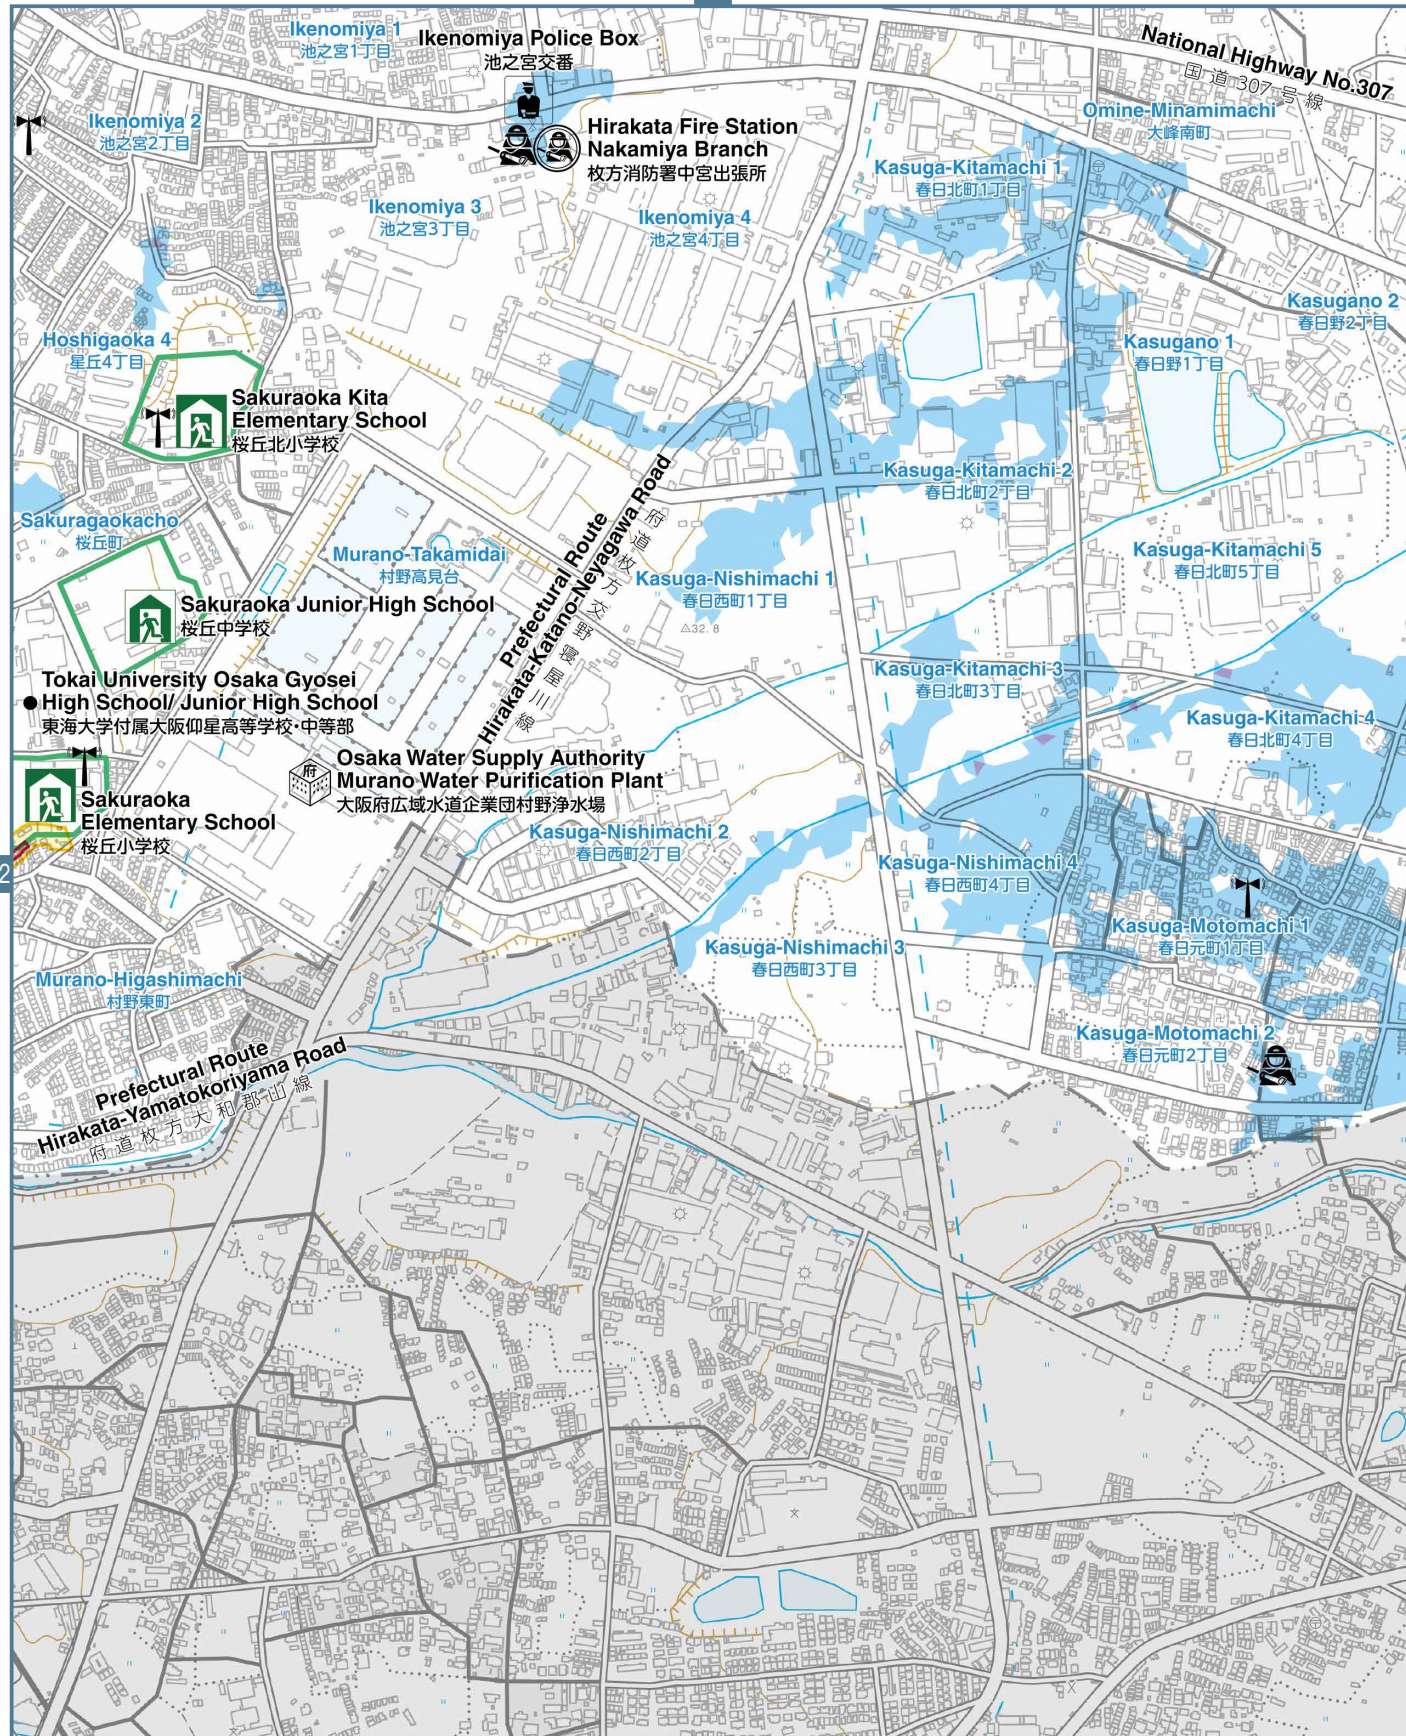 Ikenomiya 1
池之宮1丁目
Ikenomiya Police Box
池之宮交番
National Highway No.307
国道307号線
Ikenomiya 2
池之宮2丁目
Hirakata Fire Station
Nakamiya Branch
枚方消防署中宮出張所
Omine-Minamimachi
大峰南町
Kasuga-Kitamachi 1
春日北町1丁目
Ikenomiya 3
池之宮3丁目
Ikenomiya 4
池之宮4丁目
Kasugano 2
春日野2丁目
Hoshigaoka 4
星丘4丁目
Kasugano 1
春日野1丁目
Sakuraoka Kita
Elementary School
桜丘北小学校
Kasuga-Kitamachi 2
春日北町2丁目
Sakuragaokacho
桜丘町
Murano-Takamidai
村野高見台
Prefectural Route
Hirakata-Katano-Neyagawa Road
府道枚方交野寝屋川線
Kasuga-Nishimachi 1
春日西町1丁目
32.8
Kasuga-Kitamachi 5
春日北町5丁目
Sakuraoka Junior High School
桜丘中学校
Tokai University Osaka Gyosei
High School/ Junior High School
東海大学付属大阪仰星高等学校・中等部
Kasuga-Kitamachi 3
春日北町3丁目
Kasuga-Kitamachi 4
春日北町4丁目
府
Osaka Water Supply Authority
Murano Water Purification Plant
大阪府広域水道企業団村野浄水場
Sakuraoka
Elementary School
桜丘小学校
Kasuga-Nishimachi 2
春日西町2丁目
Kasuga-Nishimachi 4
春日西町4丁目
2
Kasuga-Motomachi 1
春日元町1丁目
Kasuga-Nishimachi 3
春日西町3丁目
Murano-Higashimachi
村野東町
Kasuga-Motomachi 2
春日元町2丁目
Prefectural Route
Hirakata-Yamatokoriyama Road
府道枚方大和郡山線